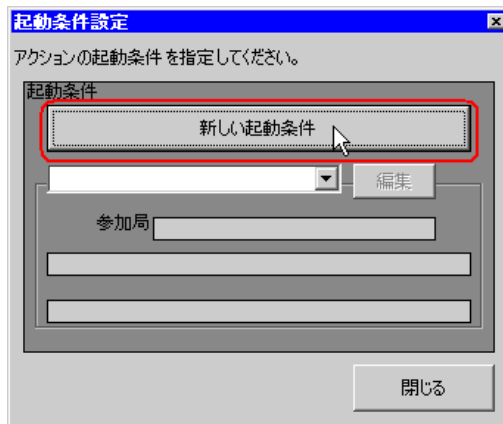 起動条件設定
アクションの起動条件を指定してください。
起動条件
新しい起動条件
編集
参加局
閉じる